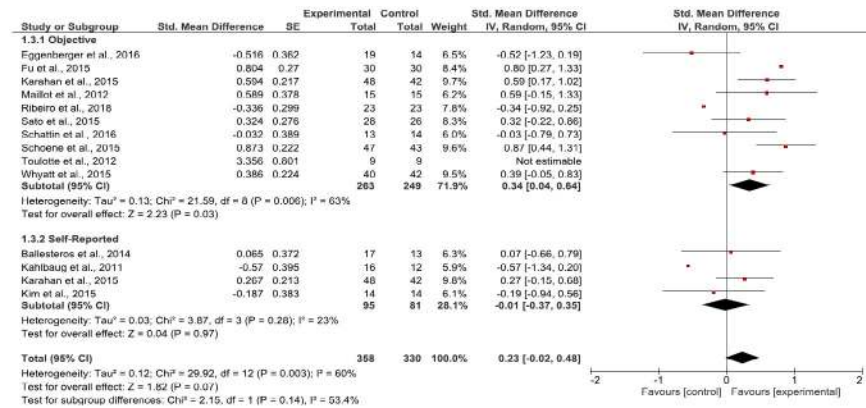 Experimental Control Std. Mean Difference Std. Mean Difference
Study or Subgroup Std. Mean Difference SE Total Total Weight IV, Random, 95% CI IV, Random, 95% CI
1.3.1 Objective
Eggenberger et al., 2016 -0.516 0.362 19 14 6.5% -0.52 [-1.23, 0.19]
Fu et al., 2015 0.804 0.27 30 30 8.4% 0.80 [0.27, 1.33]
Karahan et al., 2015 0.594 0.217 48 42 9.6% 0.59 [0.17, 1.02]
Maillot et al., 2012 0.589 0.378 15 15 6.2% 0.59 [-0.15, 1.33]
Ribeiro et al., 2018 -0.336 0.299 23 23 7.8% -0.34 [-0.92, 0.25]
Sato et al., 2015 0.324 0.276 28 26 8.3% 0.32 [-0.22, 0.86]
Schattin et al., 2016 -0.032 0.389 13 14 6.0% -0.03 [-0.79, 0.73]
Schoene et al., 2015 0.873 0.222 47 43 9.6% 0.87 [0.44, 1.31]
Toulotte et al., 2012 3.356 0.801 9 9 Not estimable
Whyatt et al., 2015 0.386 0.224 40 42 9.5% 0.39 [-0.05, 0.83]
Subtotal (95% CI) 263 249 71.9% 0.34 [0.04, 0.64]
Heterogeneity: Tau² = 0.13; Chi² = 21.59, df = 8 (P = 0.006); I² = 63%
Test for overall effect: Z = 2.23 (P = 0.03)
1.3.2 Self-Reported
Ballesteros et al., 2014 0.065 0.372 17 13 6.3% 0.07 [-0.66, 0.79]
Kahlbaug et al., 2011 -0.57 0.395 16 12 5.9% -0.57 [-1.34, 0.20]
Karahan et al., 2015 0.267 0.213 48 42 9.7% 0.27 [-0.15, 0.68]
Kim et al., 2015 -0.187 0.383 14 14 6.1% -0.19 [-0.94, 0.56]
Subtotal (95% CI) 95 81 28.1% -0.01 [-0.37, 0.35]
Heterogeneity: Tau² = 0.03; Chi² = 3.87, df = 3 (P = 0.28); I² = 23%
Test for overall effect: Z = 0.04 (P = 0.97)
Total (95% CI) 358 330 100.0% 0.23 [-0.02, 0.48]
Heterogeneity: Tau² = 0.12; Chi² = 29.92, df = 12 (P = 0.003); I² = 60%
Test for overall effect: Z = 1.82 (P = 0.07)
Test for subgroup differences: Chi² = 2.15, df = 1 (P = 0.14), I² = 53.4%
-2 -1 0 1 2
Favours [control] Favours [experimental]